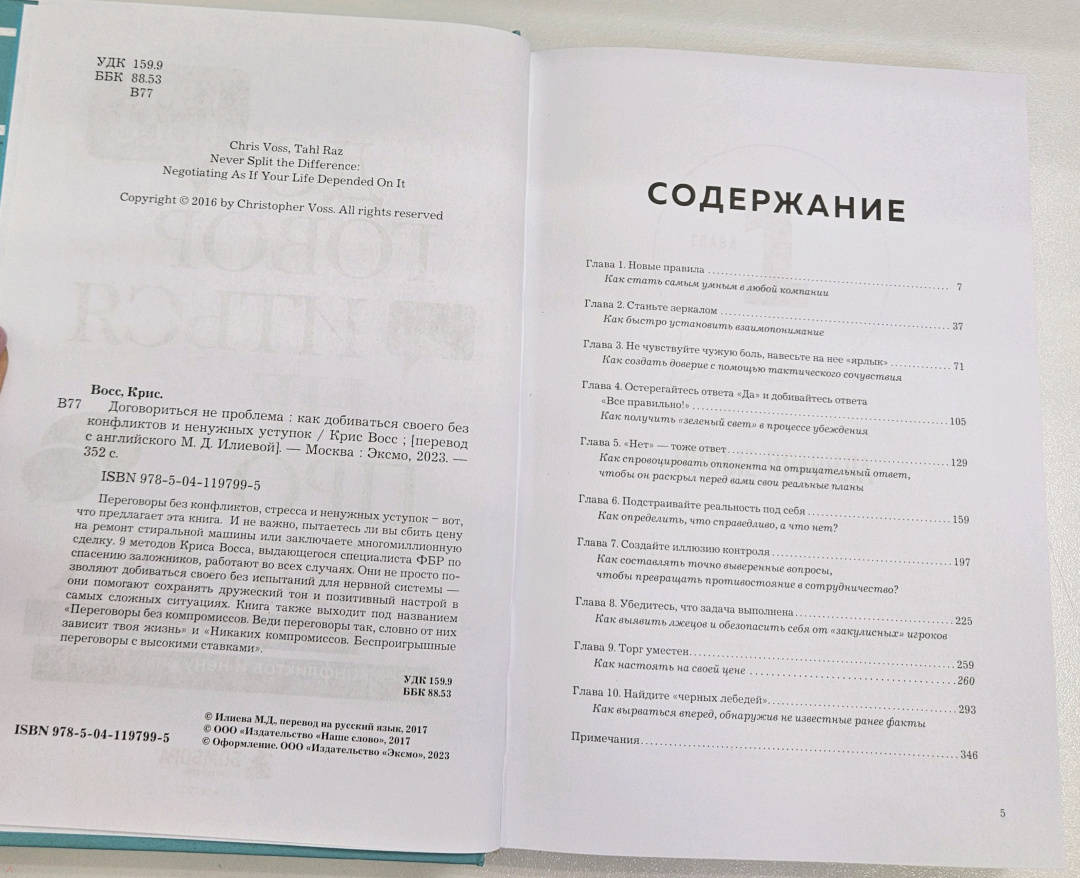 УДК 159.9
ББК 88.53
В77
Chris Voss, Tahl Raz
Never Split the Difference:
Negotiating As If Your Life Depended On It
Copyright © 2016 by Christopher Voss. All rights reserved
Восс, Крис.
В77 Договориться не проблема : как добиваться своего без
конфликтов и ненужных уступок / Крис Восс ; [перевод
с английского М. Д. Илиевой]. — Москва : Эксмо, 2023. —
352 с.
ISBN 978-5-04-119799-5
Переговоры без конфликтов, стресса и ненужных уступок – вот,
что предлагает эта книга. И не важно, пытаетесь ли вы сбить цену
на ремонт стиральной машины или заключаете многомиллионную
сделку. 9 методов Криса Восса, выдающегося специалиста ФБР по
спасению заложников, работают во всех случаях. Они не просто по-
зволяют добиваться своего без испытаний для нервной системы —
они помогают сохранять дружеский тон и позитивный настрой в
самых сложных ситуациях. Книга также выходит под названием
«Переговоры без компромиссов. Веди переговоры так, словно от них
зависит твоя жизнь» и «Никаких компромиссов. Беспроигрышные
переговоры с высокими ставками».
УДК 159.9
ББК 88.53
© Илиева М.Д., перевод на русский язык, 2017
© ООО «Издательство «Наше слово», 2017
ISBN 978-5-04-119799-5 © Оформление. ООО «Издательство «Эксмо», 2023
СОДЕРЖАНИЕ
Глава 1. Новые правила ........ 7
Как стать самым умным в любой компании
Глава 2. Станьте зеркалом ........ 37
Как быстро установить взаимопонимание
Глава 3. Не чувствуйте чужую боль, навесьте на нее «ярлык» ........ 71
Как создать доверие с помощью тактического сочувствия
Глава 4. Остерегайтесь ответа «Да» и добивайтесь ответа
«Все правильно!» ........ 105
Как получить «зеленый свет» в процессе убеждения
Глава 5. «Нет» — тоже ответ ........ 129
Как спровоцировать оппонента на отрицательный ответ,
чтобы он раскрыл перед вами свои реальные планы
Глава 6. Подстраивайте реальность под себя ........ 159
Как определить, что справедливо, а что нет?
Глава 7. Создайте иллюзию контроля ........ 197
Как составлять точно выверенные вопросы,
чтобы превращать противостояние в сотрудничество?
Глава 8. Убедитесь, что задача выполнена ........ 225
Как выявить лжецов и обезопасить себя от «закулисных» игроков
Глава 9. Торг уместен ........ 259
Как настоять на своей цене ........ 260
Глава 10. Найдите «черных лебедей» ........ 293
Как вырваться вперед, обнаружив не известные ранее факты
Примечания ........ 346
5